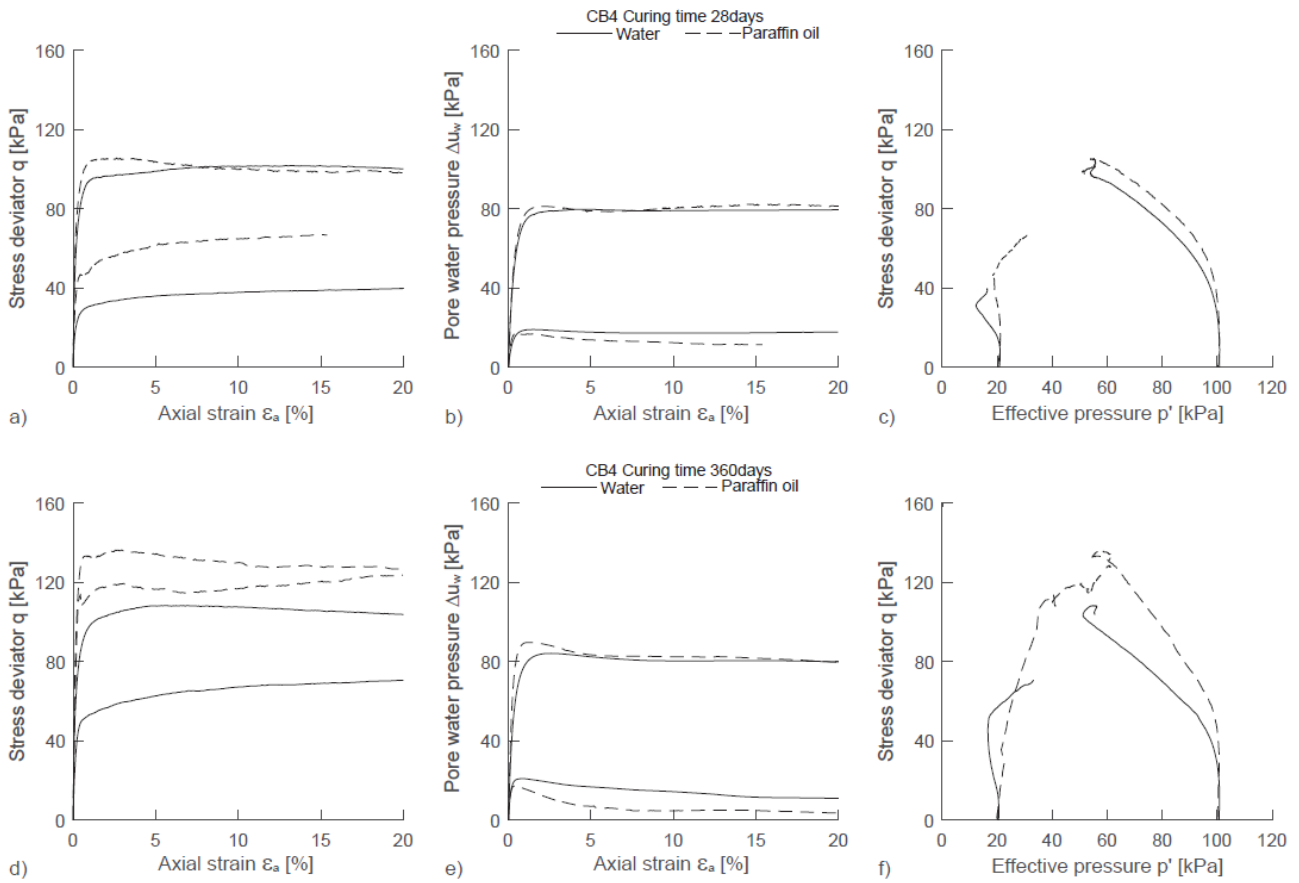 CB4 Curing time 28days
Water
Paraffin oil
Stress deviator q [kPa]
160
120
80
40
0
0
5
10
15
20
Axial strain εₐ [%]
a)
Pore water pressure Δu_w [kPa]
160
120
80
40
0
0
5
10
15
20
Axial strain εₐ [%]
b)
Stress deviator q [kPa]
160
120
80
40
0
0
20
40
60
80
100
120
Effective pressure p' [kPa]
c)
CB4 Curing time 360days
Water
Paraffin oil
Stress deviator q [kPa]
160
120
80
40
0
0
5
10
15
20
Axial strain εₐ [%]
d)
Pore water pressure Δu_w [kPa]
160
120
80
40
0
0
5
10
15
20
Axial strain εₐ [%]
e)
Stress deviator q [kPa]
160
120
80
40
0
0
20
40
60
80
100
120
Effective pressure p' [kPa]
f)